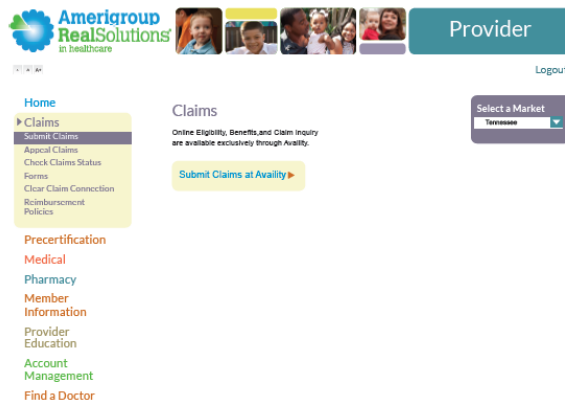 Amerigroup
RealSolutions
in healthcare
Provider
Logout
Home
Claims
Submit Claims
Appeal Claims
Check Claims Status
Forms
Clear Claim Connection
Reimbursement
Policies
Precertification
Medical
Pharmacy
Member
Information
Provider
Education
Account
Management
Find a Doctor
Claims
Online Eligibility, Benefits,and Claim Inquiry
are available exclusively through Availity.
Submit Claims at Availity
Select a Market
Tennessee